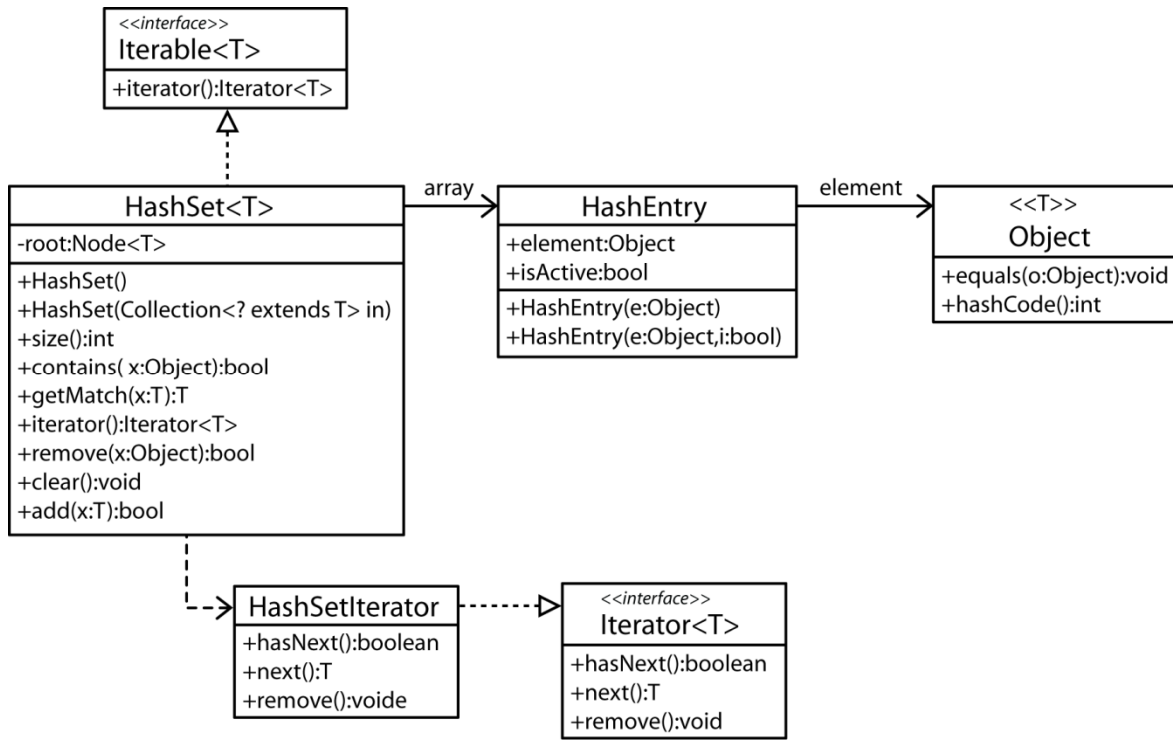 <<interface>>
Iterable<T>
+iterator():Iterator<T>
HashSet<T>
-root:Node<T>
+HashSet()
+HashSet(Collection<? extends T> in)
+size():int
+contains( x:Object):bool
+getMatch(x:T):T
+iterator():Iterator<T>
+remove(x:Object):bool
+clear():void
+add(x:T):bool
array
HashEntry
+element:Object
+isActive:bool
+HashEntry(e:Object)
+HashEntry(e:Object,i:bool)
element
<<T>>
Object
+equals(o:Object):void
+hashCode():int
HashSetIterator
+hasNext():boolean
+next():T
+remove():voide
<<interface>>
Iterator<T>
+hasNext():boolean
+next():T
+remove():void